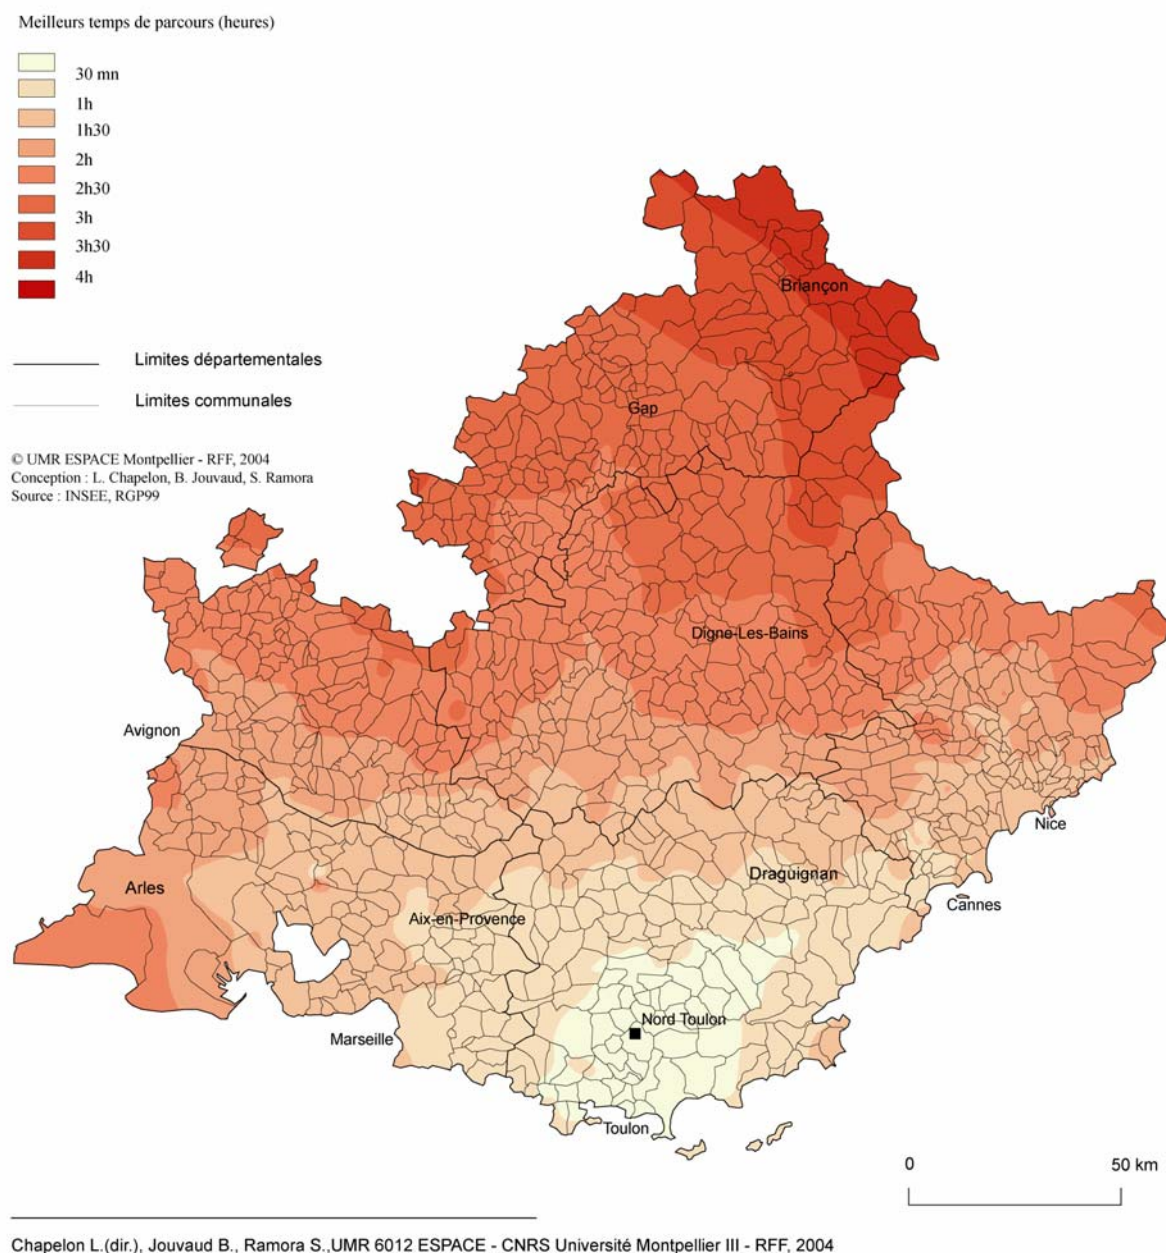 Meilleurs temps de parcours (heures)
30 mn
1h
1h30
2h
2h30
3h
3h30
4h
Limites départementales
Limites communales
© UMR ESPACE Montpellier - RFF, 2004
Conception : L. Chapelon, B. Jouvaud, S. Ramora
Source : INSEE, RGP99
Briançon
Gap
Digne-Les-Bains
Avignon
Nice
Arles
Draguignan
Cannes
Aix-en-Provence
Nord Toulon
Marseille
Toulon
0 50 km
Chapelon L.(dir.), Jouvaud B., Ramora S.,UMR 6012 ESPACE - CNRS Université Montpellier III - RFF, 2004